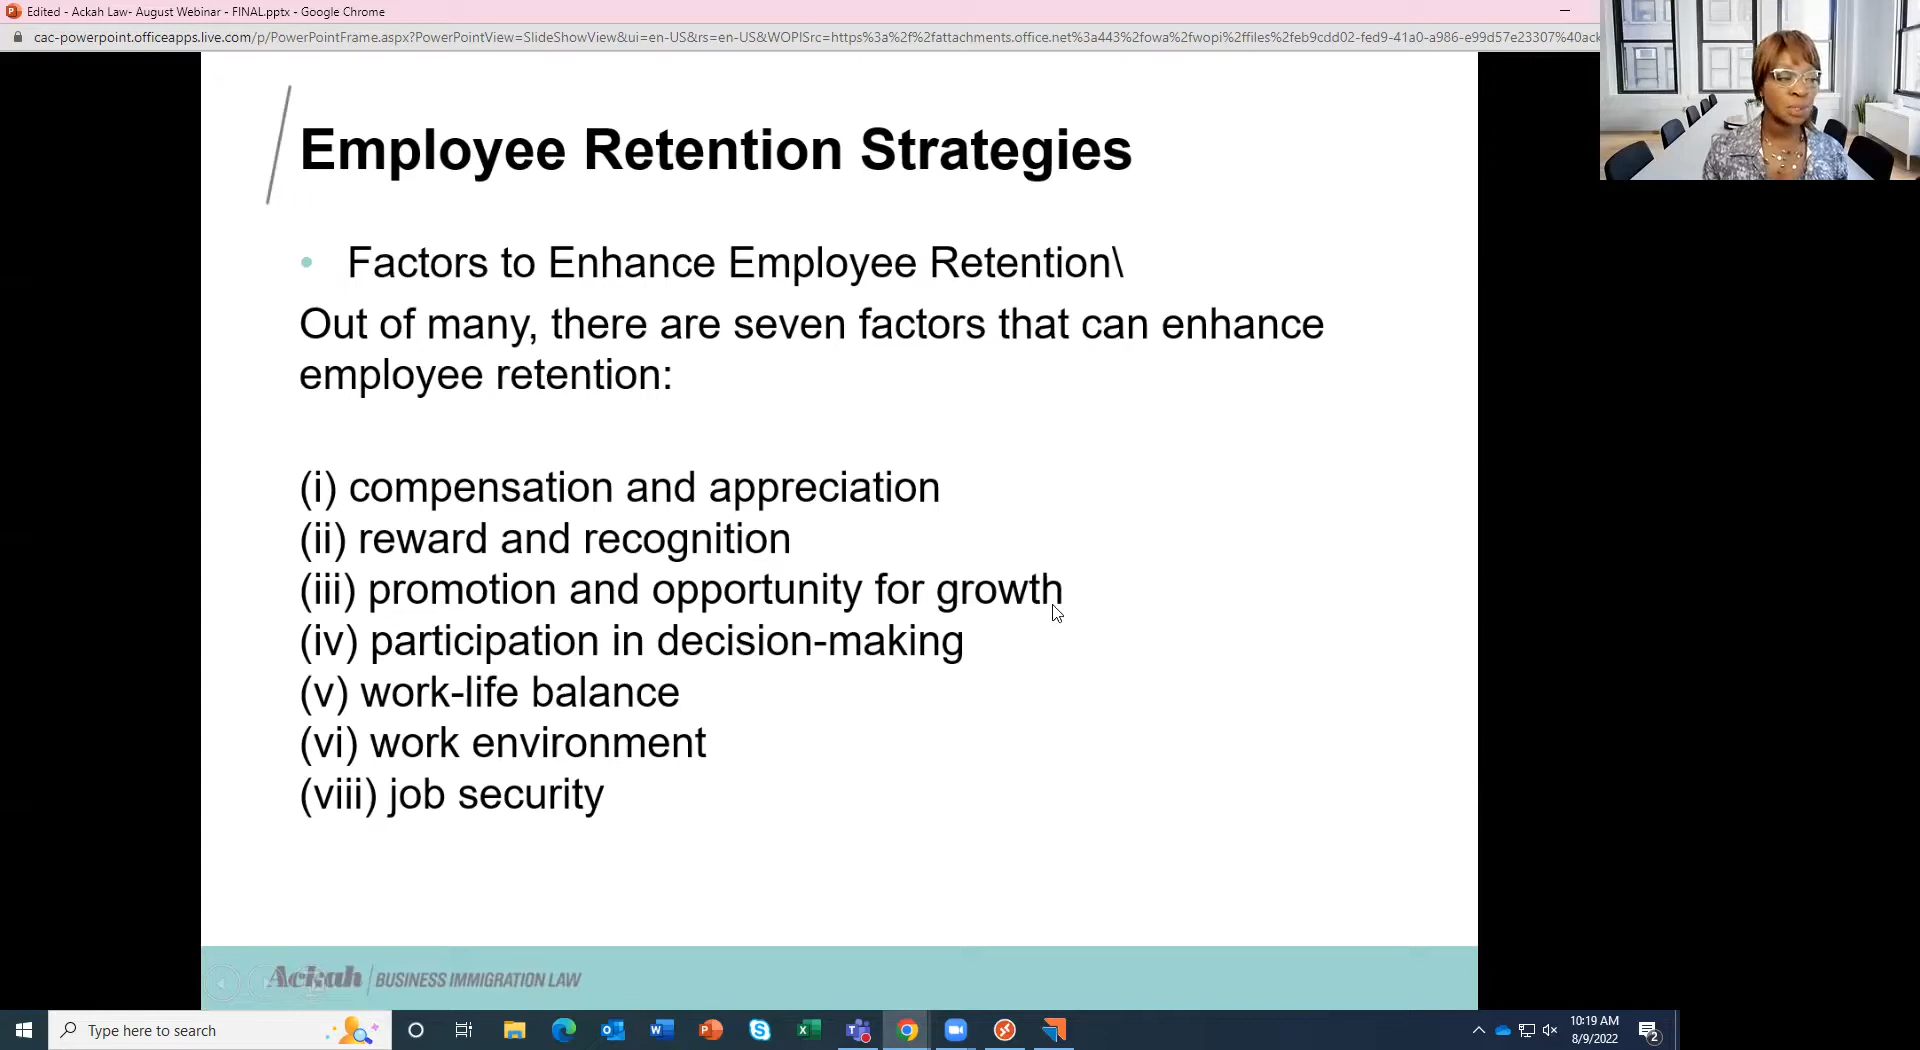 Edited - Ackah Law- August Webinar - FINAL.pptx - Google Chrome
cac-powerpoint.officeapps.live.com/p/PowerPointFrame.aspx?PowerPointView=SlideShowView&ui=en-US&rs=en-US&WOPISrc=https%3a%2f%2fattachments.office.net%3a443%2fowa%2fwopi%2ffiles%2feb9cdd02-fed9-41a0-a986-e99d57e23307%40ack
Employee Retention Strategies
• Factors to Enhance Employee Retention\
Out of many, there are seven factors that can enhance
employee retention:
(i) compensation and appreciation
(ii) reward and recognition
(iii) promotion and opportunity for growth
(iv) participation in decision-making
(v) work-life balance
(vi) work environment
(viii) job security
Ackah BUSINESS IMMIGRATION LAW
Type here to search
10:19 AM
8/9/2022
2